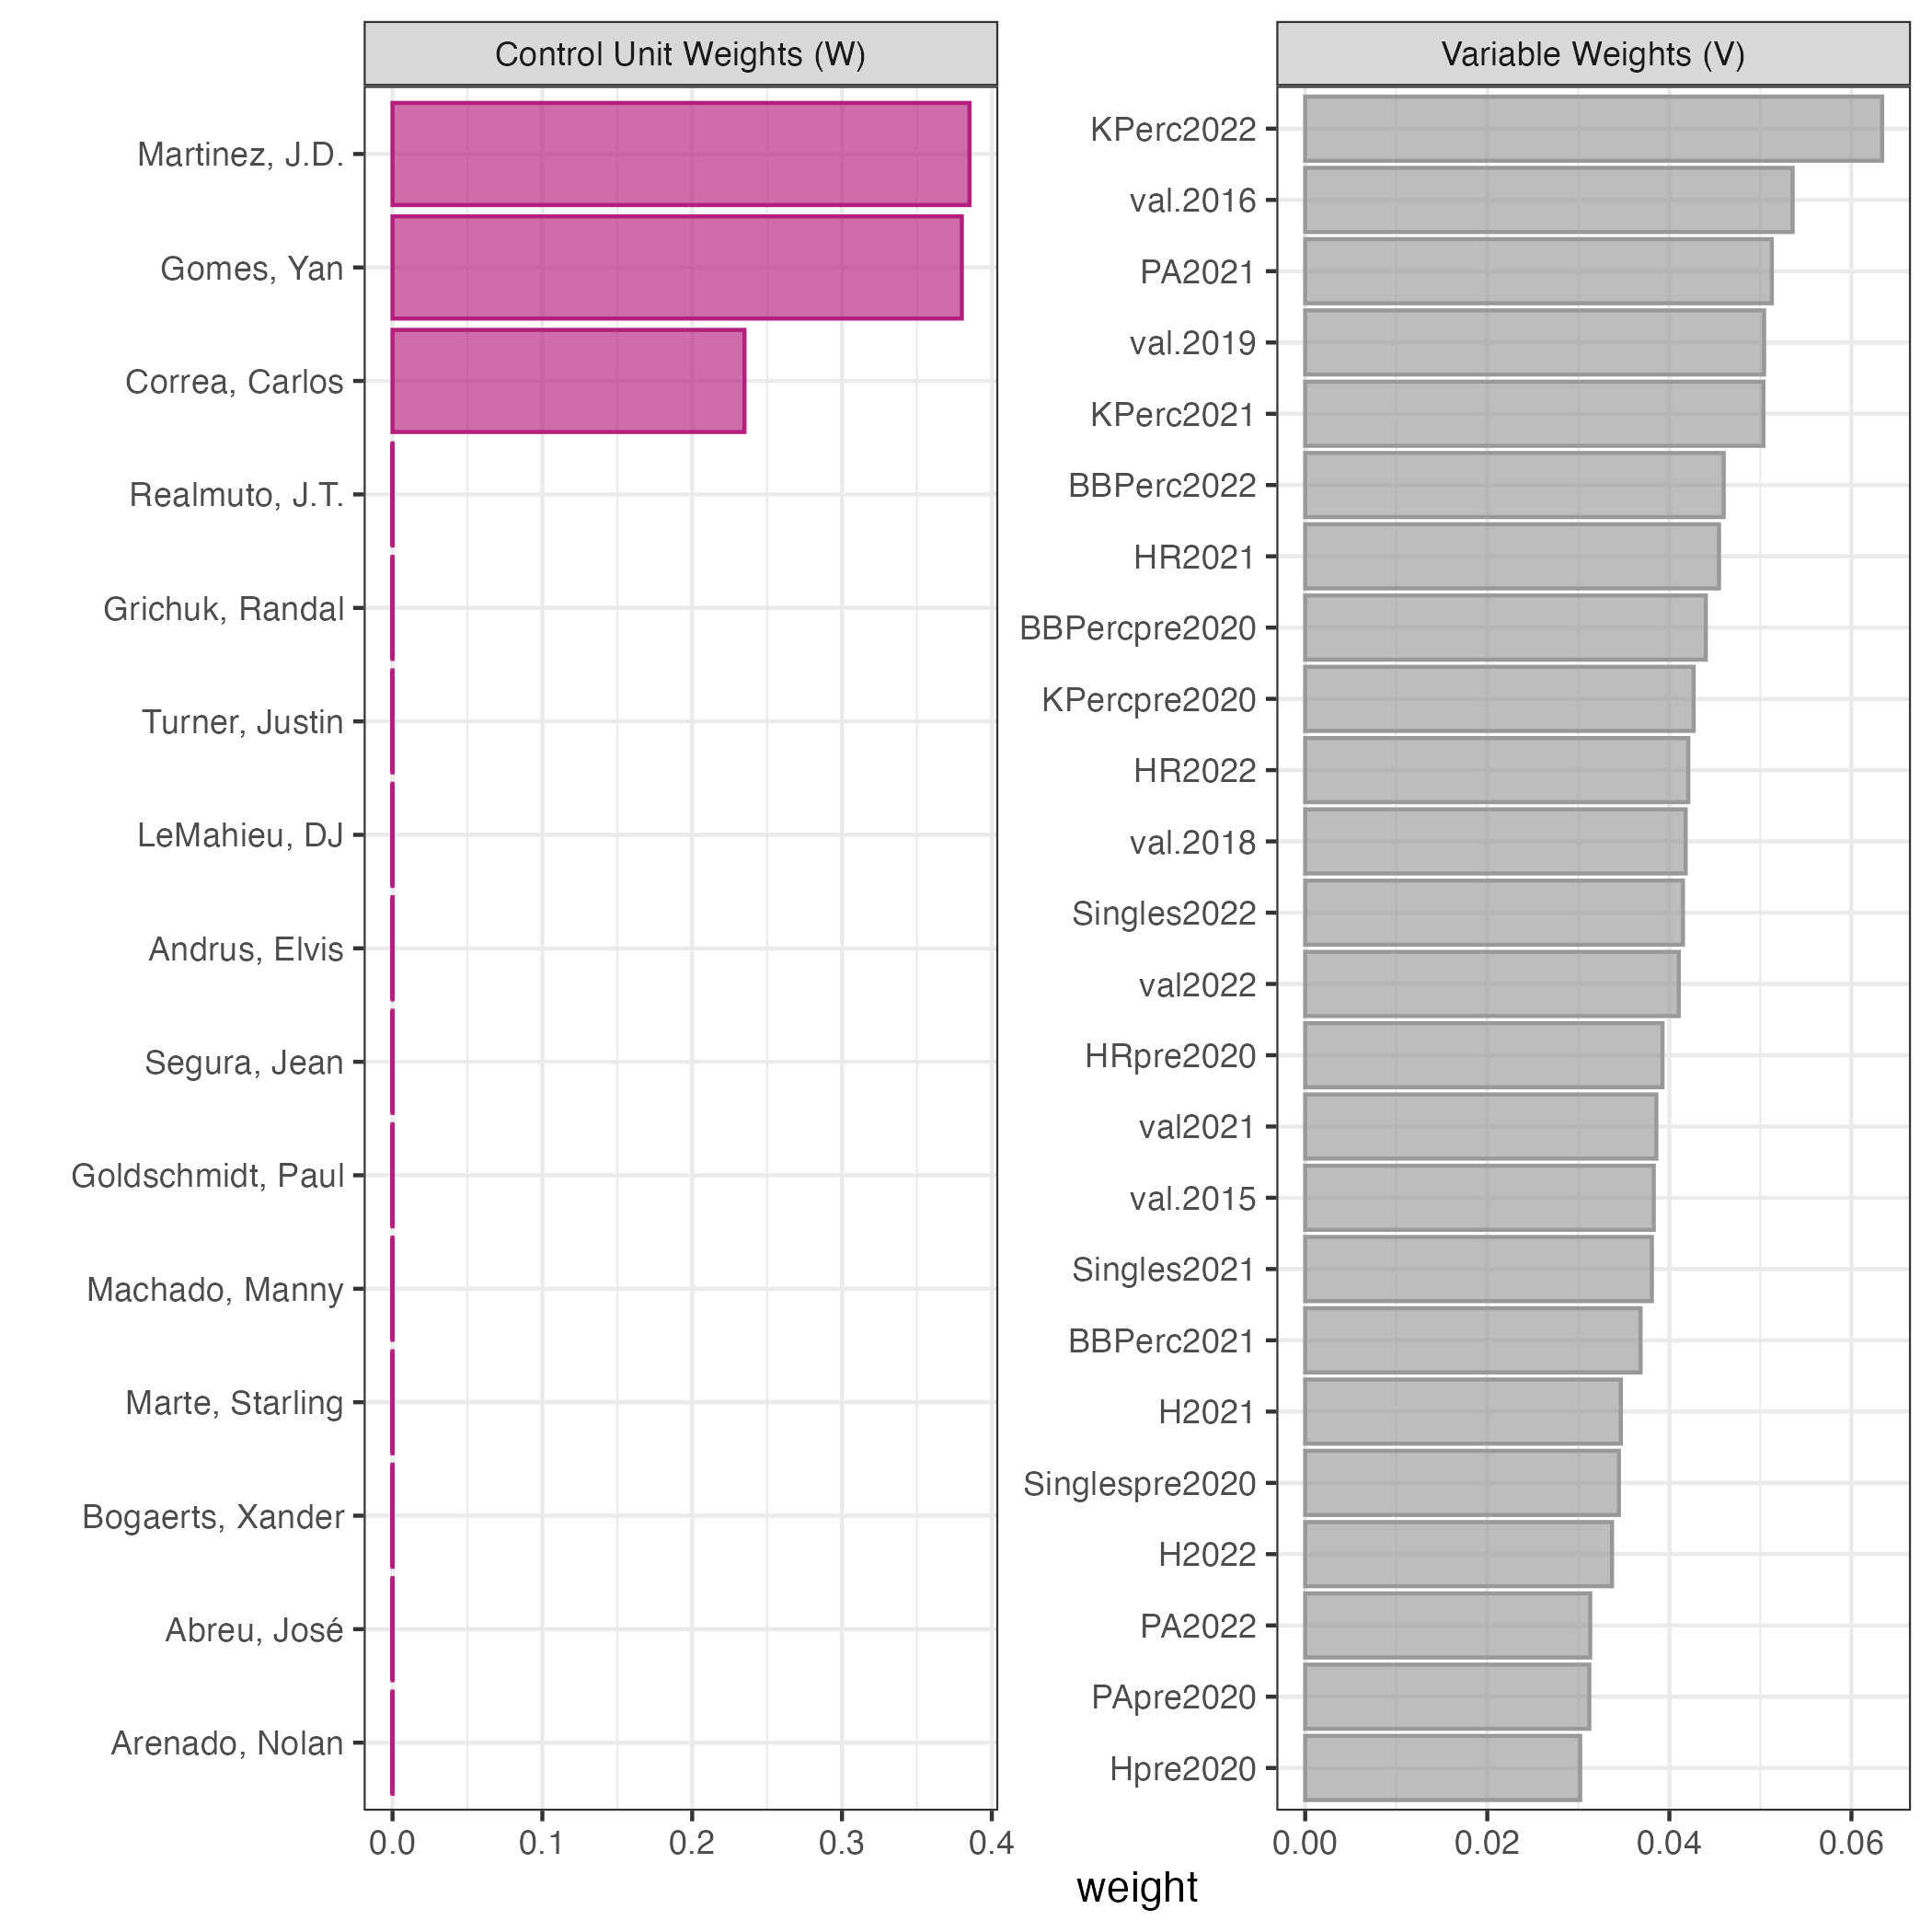 Control Unit Weights (W)
Martinez, J.D.
Gomes, Yan
Correa, Carlos
Realmuto, J.T.
Grichuk, Randal
Turner, Justin
LeMahieu, DJ
Andrus, Elvis
Segura, Jean
Goldschmidt, Paul
Machado, Manny
Marte, Starling
Bogaerts, Xander
Abreu, José
Arenado, Nolan
0.0 0.1 0.2 0.3 0.4
Variable Weights (V)
KPerc2022
val.2016
PA2021
val.2019
KPerc2021
BBPerc2022
HR2021
BBPercpre2020
KPercpre2020
HR2022
val.2018
Singles2022
val2022
HRpre2020
val2021
val.2015
Singles2021
BBPerc2021
H2021
Singlespre2020
H2022
PA2022
PApre2020
Hpre2020
0.00 0.02 0.04 0.06
weight